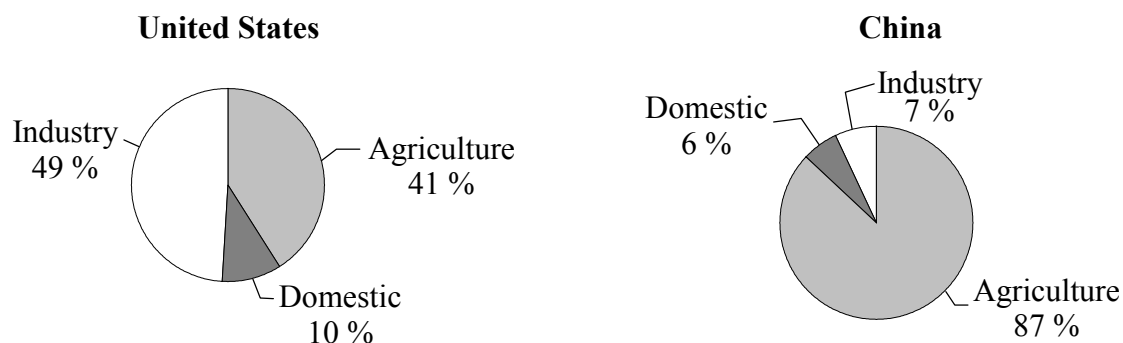 United States
Industry
49 %
Agriculture
41 %
Domestic
10 %
China
Industry
7 %
Domestic
6 %
Agriculture
87 %